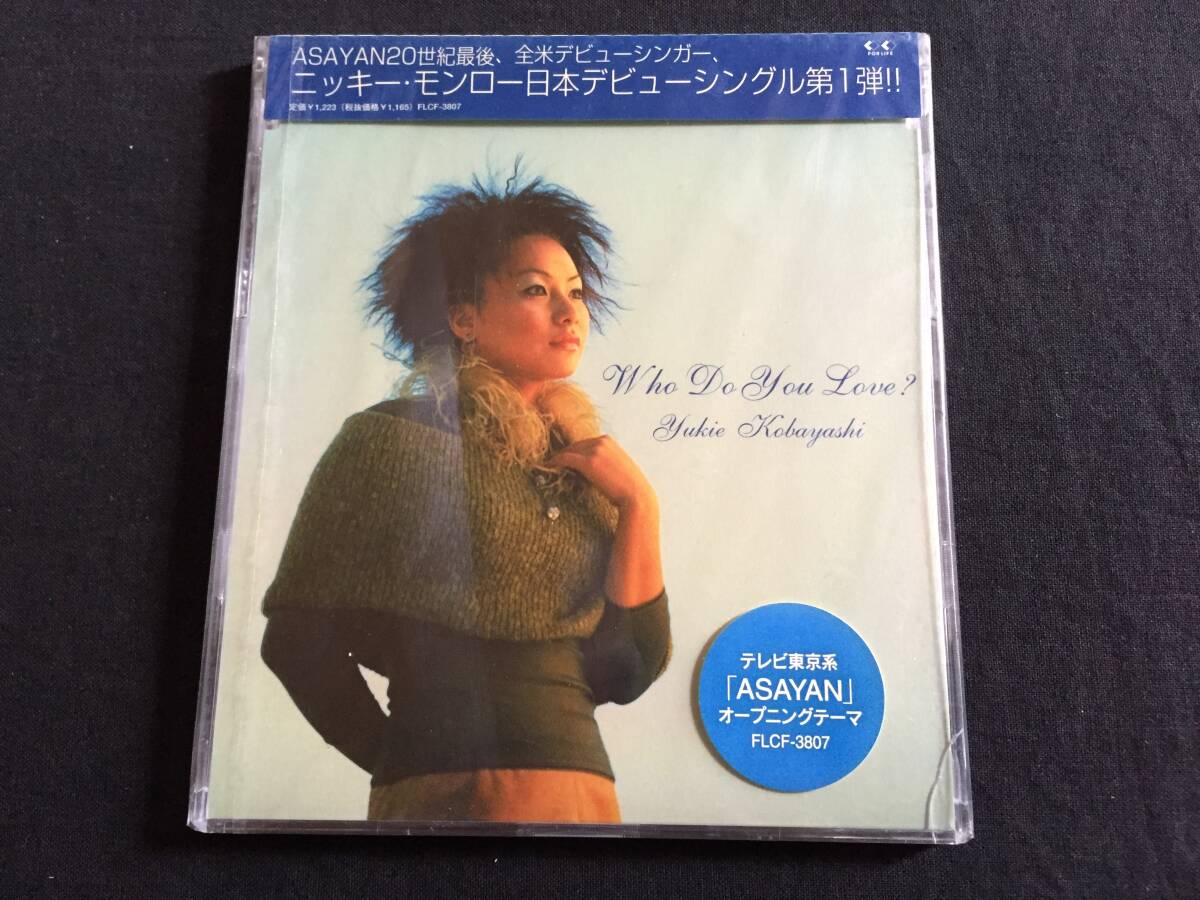 ASAYAN20世紀最後、全米デビューシンガー、
ニッキー・モンロー日本デビューシングル第1弾!!
定価￥1,223（税抜価格￥1,165）FLCF-3807
FOR LIFE
Who Do You Love?
Yukie Kobayashi
テレビ東京系
「ASAYAN」
オープニングテーマ
FLCF-3807